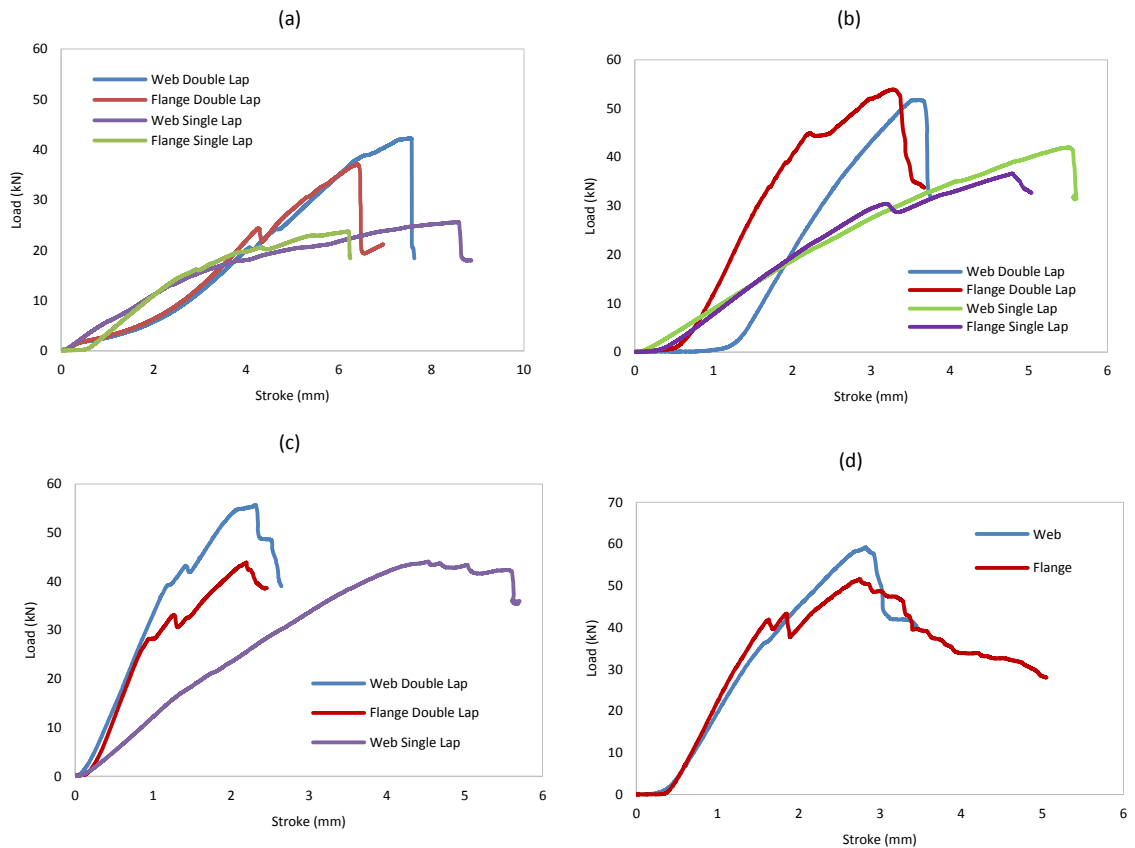 (a)
60
50
40
30
20
10
0
Load (kN)
Web Double Lap
Flange Double Lap
Web Single Lap
Flange Single Lap
0 2 4 6 8 10
Stroke (mm)
(b)
60
50
40
30
20
10
0
Load (kN)
Web Double Lap
Flange Double Lap
Web Single Lap
Flange Single Lap
0 1 2 3 4 5 6
Stroke (mm)
(c)
60
50
40
30
20
10
0
Load (kN)
Web Double Lap
Flange Double Lap
Web Single Lap
0 1 2 3 4 5 6
Stroke (mm)
(d)
70
60
50
40
30
20
10
0
Load (kN)
Web
Flange
0 1 2 3 4 5 6
Stroke (mm)